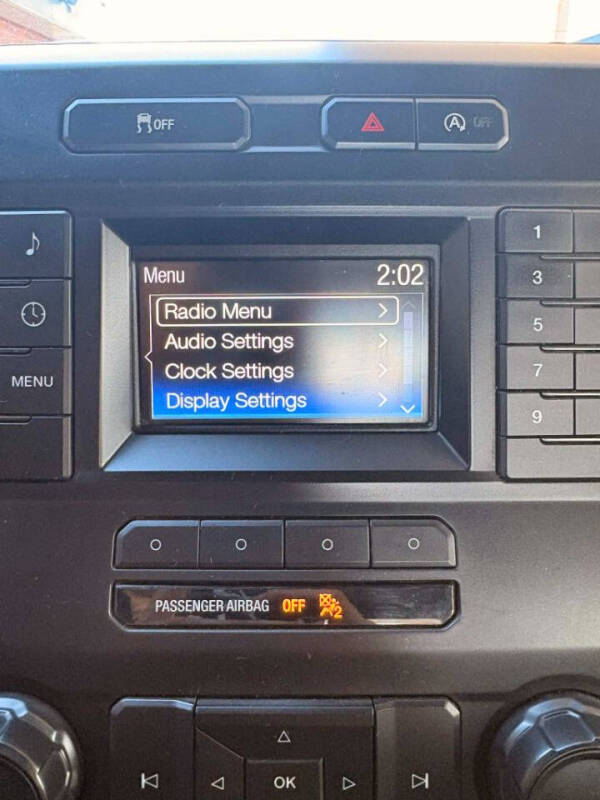 OFF
A OFF
Menu 2:02
Radio Menu
Audio Settings
Clock Settings
Display Settings
MENU
1
3
5
7
9
PASSENGER AIRBAG OFF 2
OK